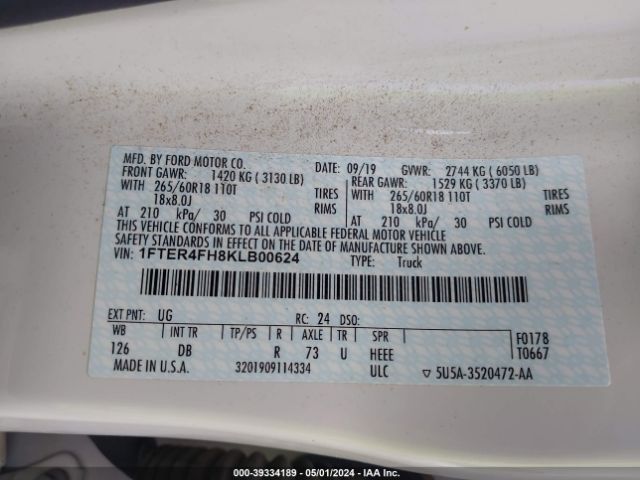 MFD. BY FORD MOTOR CO. DATE: 09/19 GVWR: 2744 KG ( 6050 LB)
FRONT GAWR: 1420 KG ( 3130 LB) REAR GAWR: 1529 KG ( 3370 LB)
WITH 265/60R18 110T TIRES WITH 265/60R18 110T TIRES
18x8.0J RIMS 18x8.0J RIMS
AT 210 kPa/ 30 PSI COLD AT 210 kPa/ 30 PSI COLD
THIS VEHICLE CONFORMS TO ALL APPLICABLE FEDERAL MOTOR VEHICLE
SAFETY STANDARDS IN EFFECT ON THE DATE OF MANUFACTURE SHOWN ABOVE.
VIN: 1FTER4FH8KLB00624 TYPE: Truck
EXT PNT: UG RC: 24 DSO:
WB INT TR TP/PS R AXLE TR SPR F0178
126 DB R 73 U HEEE T0667
MADE IN U.S.A. 3201909114334 ULC ▽ 5U5A-3520472-AA
000-39334189 - 05/01/2024 - IAA Inc.